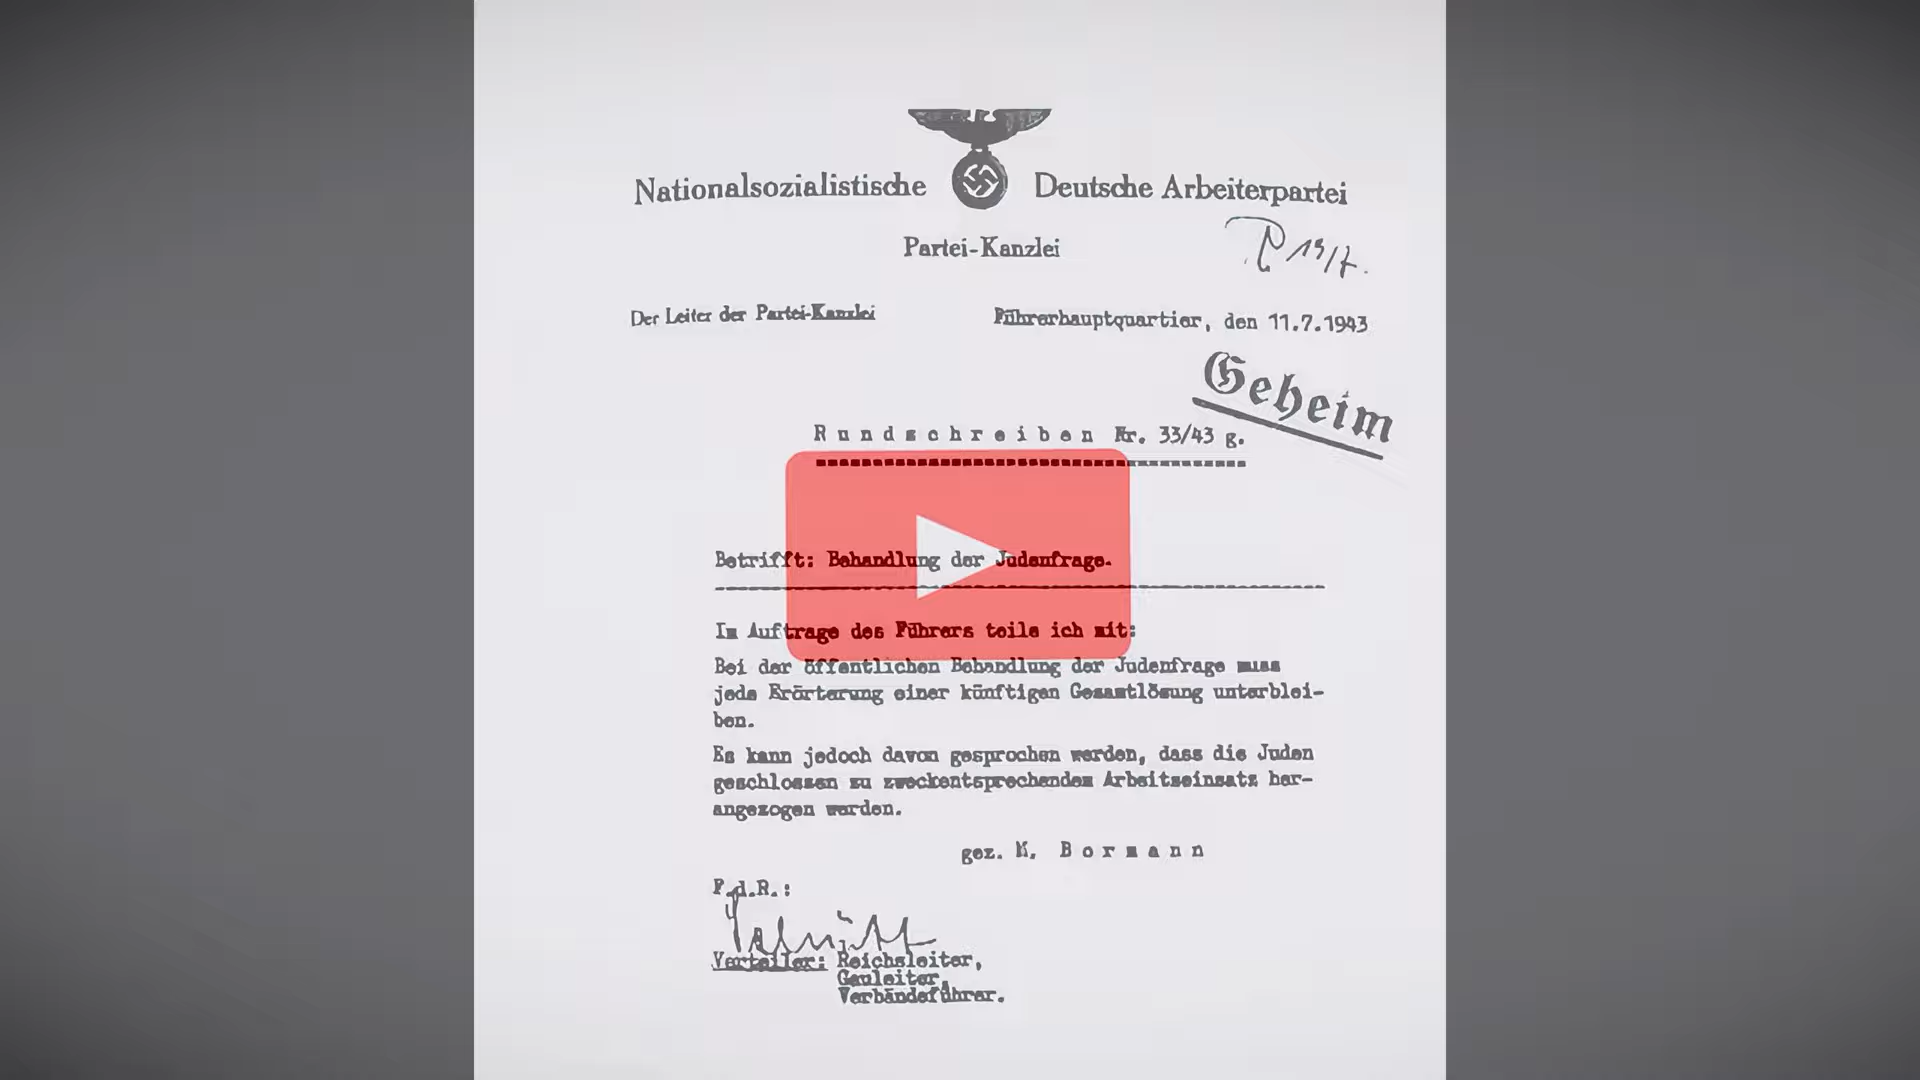 Nationalsozialistische Deutsche Arbeiterpartei
Partei-Kanzlei
13/7.
Der Leiter der Partei-Kanzlei
Führerhauptquartier, den 11.7.1943
Geheim
Rundschreiben Nr. 33/43 g.
Betrifft: Behandlung der Judenfrage.
Im Auftrage des Führers teile ich mit:
Bei der öffentlichen Behandlung der Judenfrage muss
jede Erörterung einer künftigen Gesamtlösung unterblei-
ben.
Es kann jedoch davon gesprochen werden, dass die Juden
geschlossen zu zweckentsprechendem Arbeitseinsatz her-
angezogen werden.
gez. M. Bormann
F.d.R.:
Verteiler: Reichsleiter,
Gauleiter,
Verbändeführer.